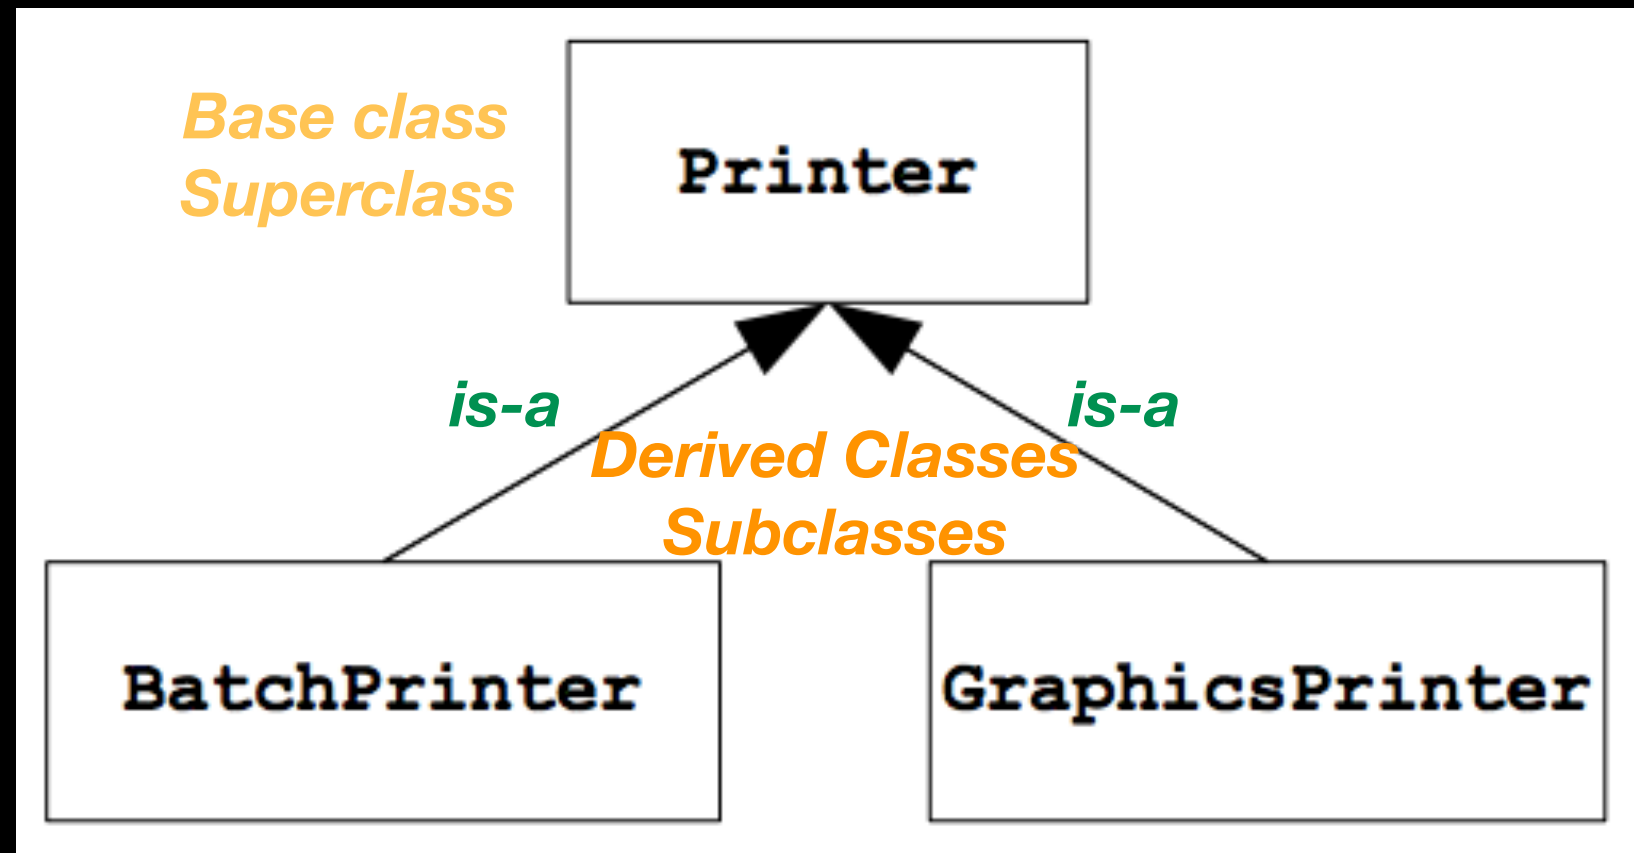 Base class
Superclass
Printer
is-a
is-a
Derived Classes
Subclasses
BatchPrinter
GraphicsPrinter